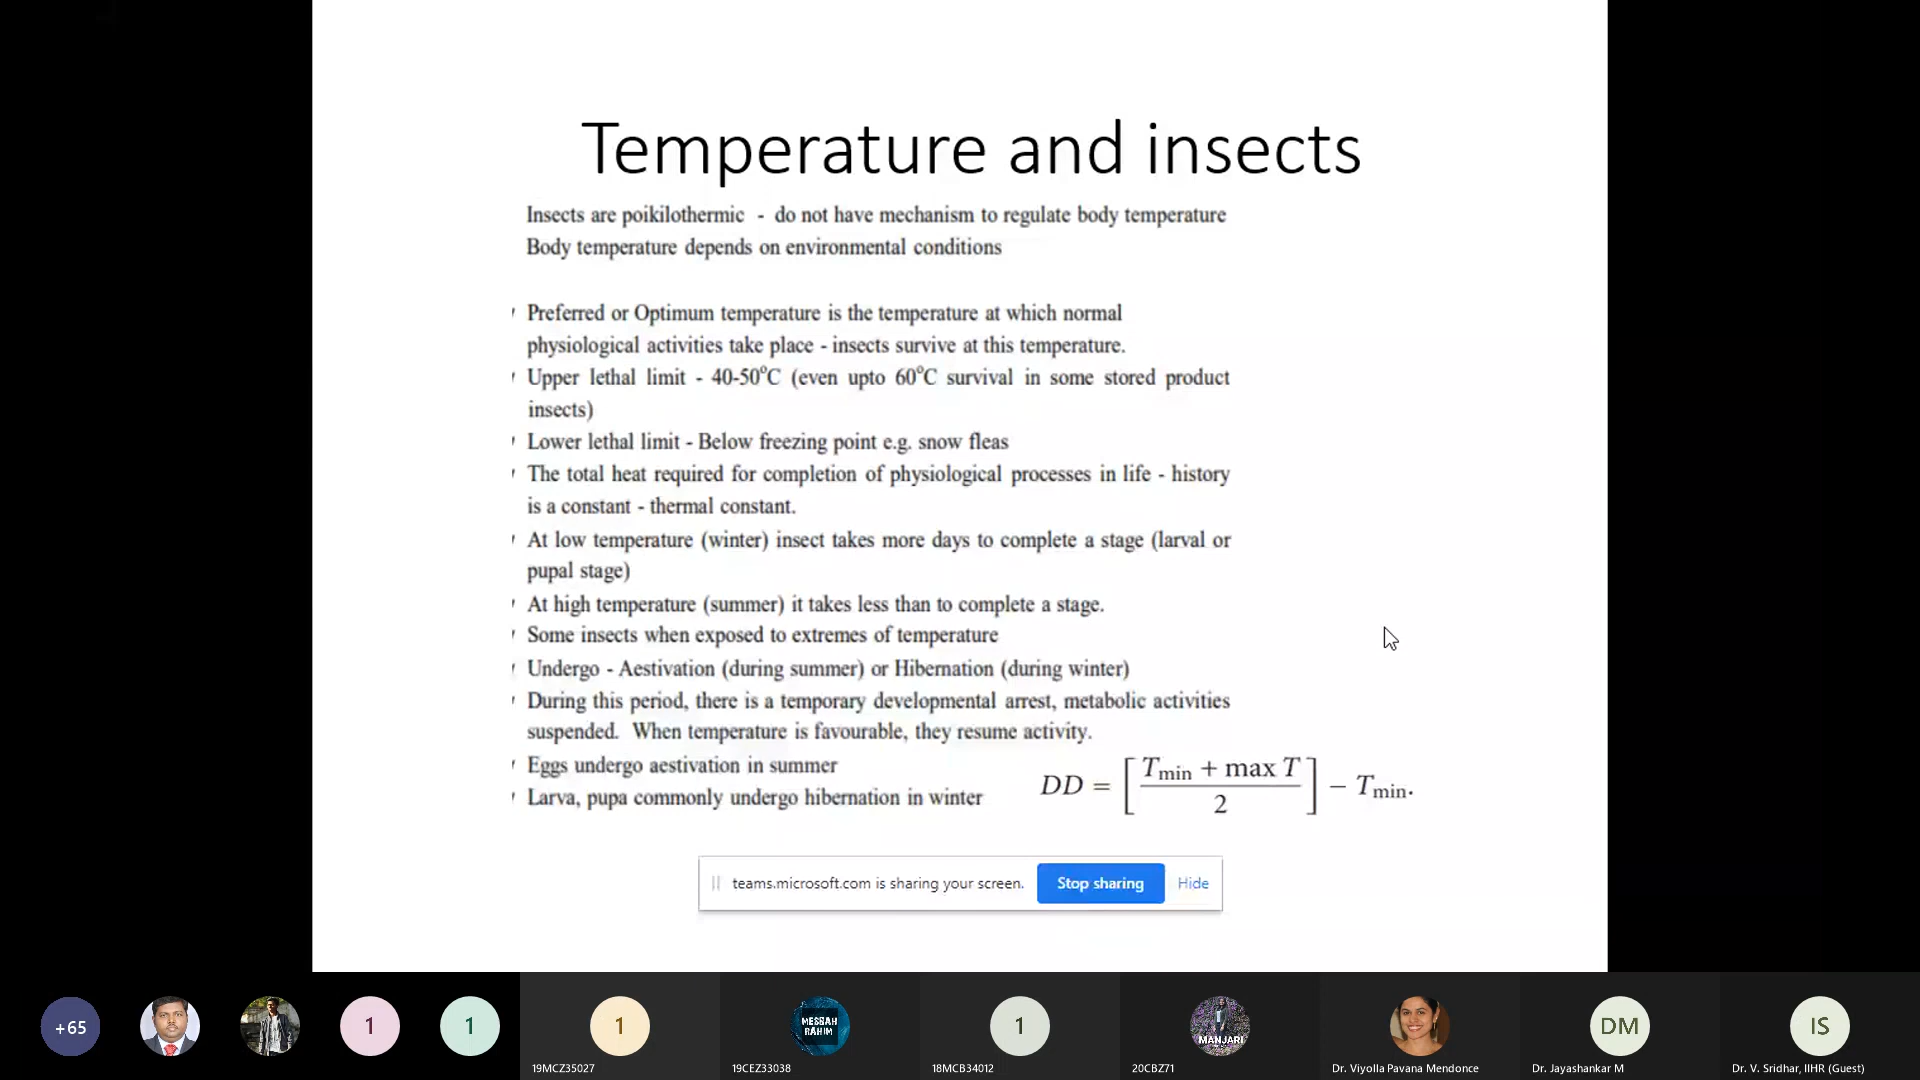 Temperature and insects
Insects are poikilothermic - do not have mechanism to regulate body temperature
Body temperature depends on environmental conditions
Preferred or Optimum temperature is the temperature at which normal
physiological activities take place - insects survive at this temperature.
Upper lethal limit - 40-50°C (even upto 60°C survival in some stored product
insects)
Lower lethal limit - Below freezing point e.g. snow fleas
The total heat required for completion of physiological processes in life - history
is a constant - thermal constant.
At low temperature (winter) insect takes more days to complete a stage (larval or
pupal stage)
At high temperature (summer) it takes less than to complete a stage.
Some insects when exposed to extremes of temperature
Undergo - Aestivation (during summer) or Hibernation (during winter)
During this period, there is a temporary developmental arrest, metabolic activities
suspended. When temperature is favourable, they resume activity.
Eggs undergo aestivation in summer
Larva, pupa commonly undergo hibernation in winter
DD = [Tmin + max T / 2] − Tmin.
teams.microsoft.com is sharing your screen. Stop sharing Hide
+65 1 1 1 MESBAH RAHIM 1 MANJARI DM IS
19MCZ35027 19CEZ33038 18MCB34012 20CBZ71 Dr. Viyolla Pavana Mendonce Dr. Jayashankar M Dr. V. Sridhar, IIHR (Guest)